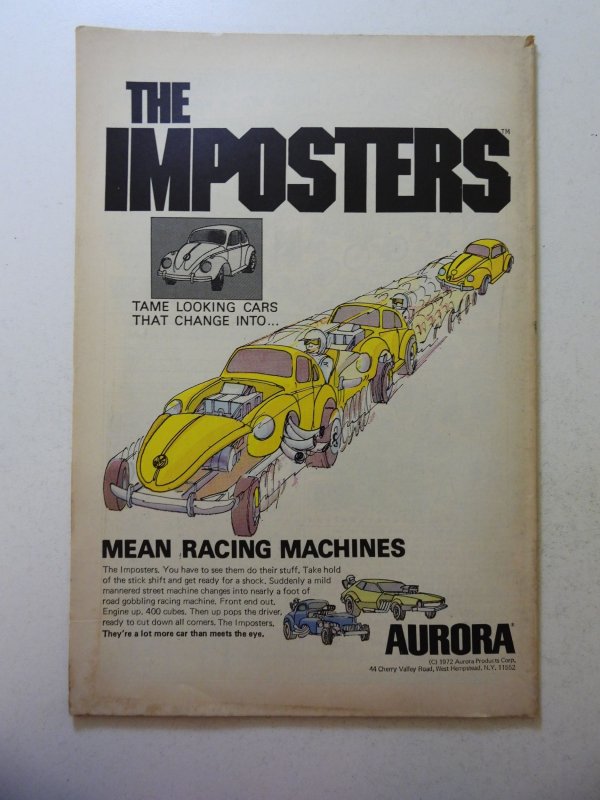 THE
IMPOSTERS™
TAME LOOKING CARS
THAT CHANGE INTO...
MEAN RACING MACHINES
The Imposters. You have to see them do their stuff. Take hold
of the stick shift and get ready for a shock. Suddenly a mild
mannered street machine changes into nearly a foot of
road gobbling racing machine. Front end out.
Engine up. 400 cubes. Then up pops the driver,
ready to cut down all corners. The Imposters.
They're a lot more car than meets the eye.
AURORA®
(C) 1972 Aurora Products Corp.
44 Cherry Valley Road, West Hempstead, N.Y. 11552